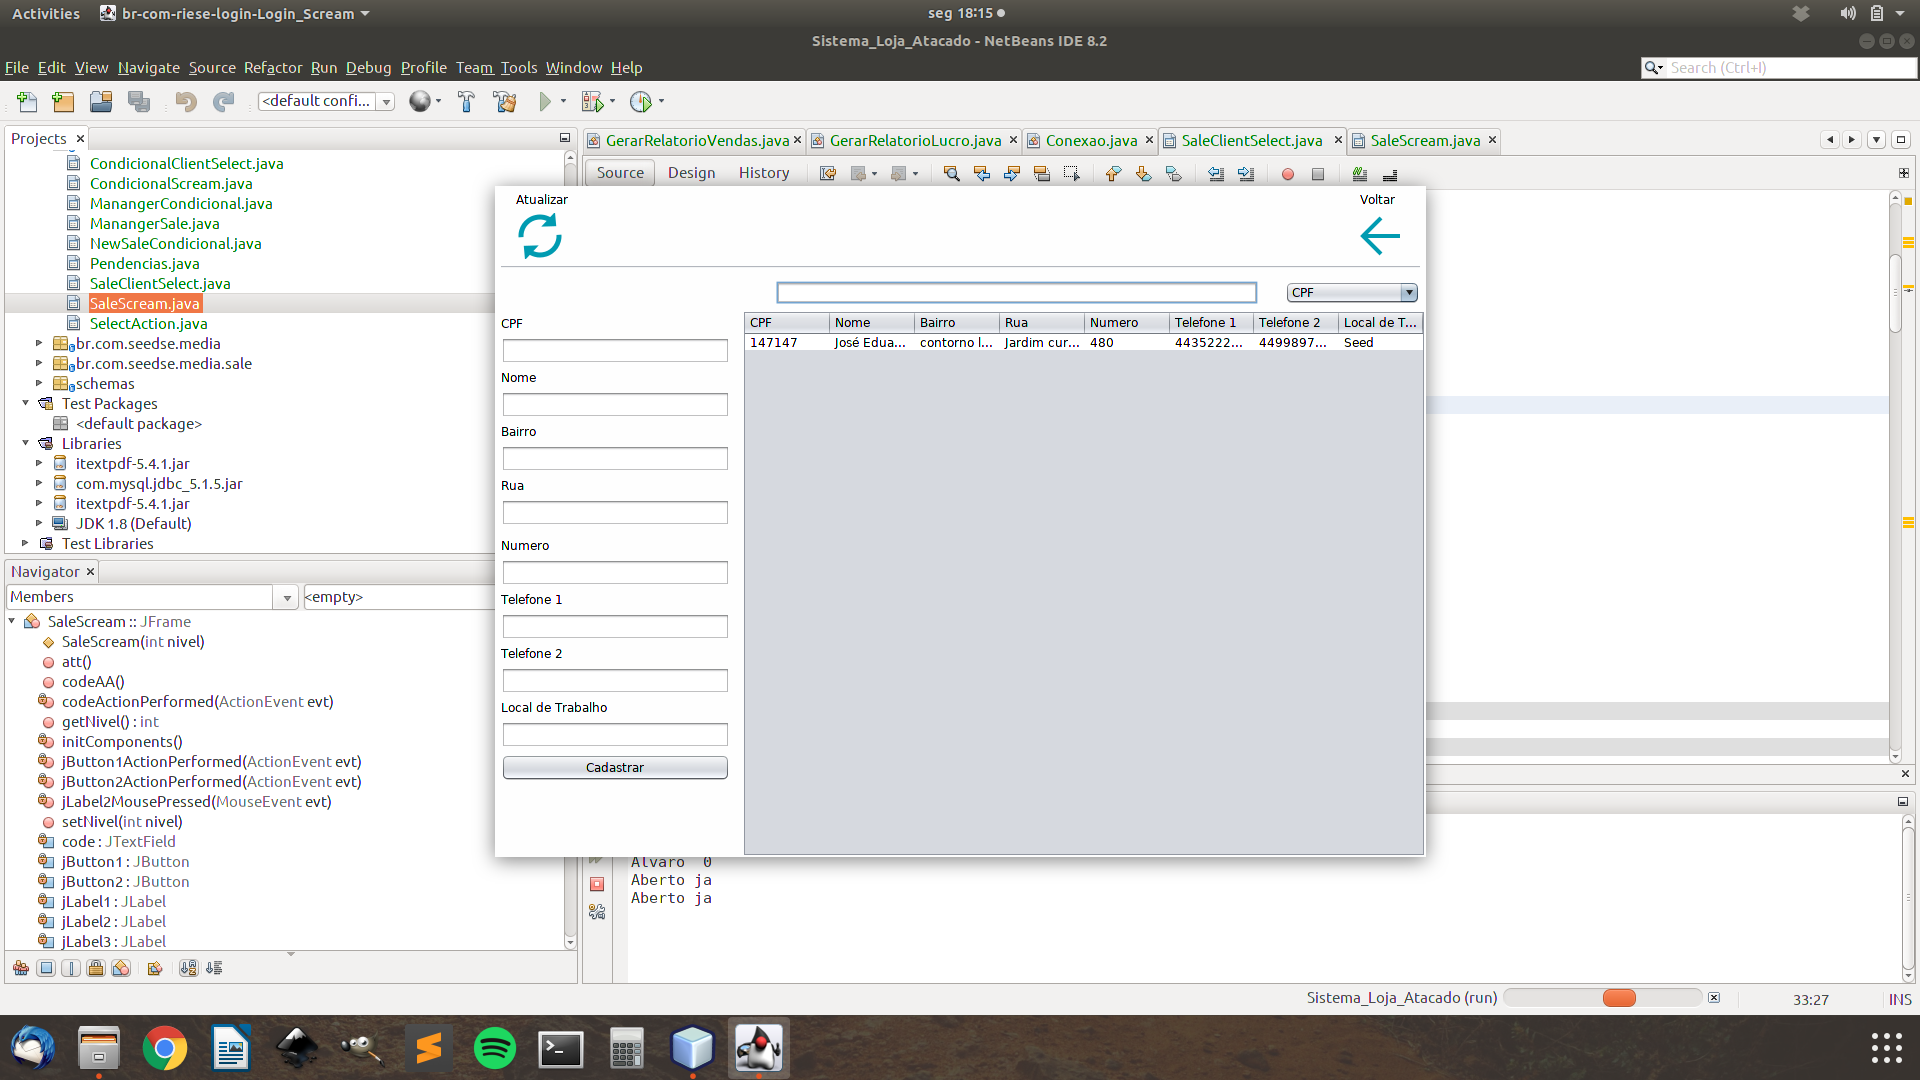 Activities br-com-riese-login-Login_Scream seg 18:15
Sistema_Loja_Atacado - NetBeans IDE 8.2
File Edit View Navigate Source Refactor Run Debug Profile Team Tools Window Help Search (Ctrl+I)
<default confi...
Projects
GerarRelatorioVendas.java GerarRelatorioLucro.java Conexao.java SaleClientSelect.java SaleScream.java
Source Design History
CondicionalClientSelect.java
CondicionalScream.java
ManangerCondicional.java
ManangerSale.java
NewSaleCondicional.java
Pendencias.java
SaleClientSelect.java
SaleScream.java
SelectAction.java
br.com.seedse.media
br.com.seedse.media.sale
schemas
Test Packages
<default package>
Libraries
itextpdf-5.4.1.jar
com.mysql.jdbc_5.1.5.jar
itextpdf-5.4.1.jar
JDK 1.8 (Default)
Test Libraries
Navigator
Members <empty>
SaleScream :: JFrame
SaleScream(int nivel)
att()
codeAA()
codeActionPerformed(ActionEvent evt)
getNivel() : int
initComponents()
jButton1ActionPerformed(ActionEvent evt)
jButton2ActionPerformed(ActionEvent evt)
jLabel2MousePressed(MouseEvent evt)
setNivel(int nivel)
code : JTextField
jButton1 : JButton
jButton2 : JButton
jLabel1 : JLabel
jLabel2 : JLabel
jLabel3 : JLabel
Atualizar Voltar
CPF
CPF
Nome
Bairro
Rua
Numero
Telefone 1
Telefone 2
Local de Trabalho
Cadastrar
CPF Nome Bairro Rua Numero Telefone 1 Telefone 2 Local de T...
147147 José Edua... contorno l... Jardim cur... 480 4435222... 4499897... Seed
Alvaro 0
Aberto ja
Aberto ja
Sistema_Loja_Atacado (run) 33:27 INS